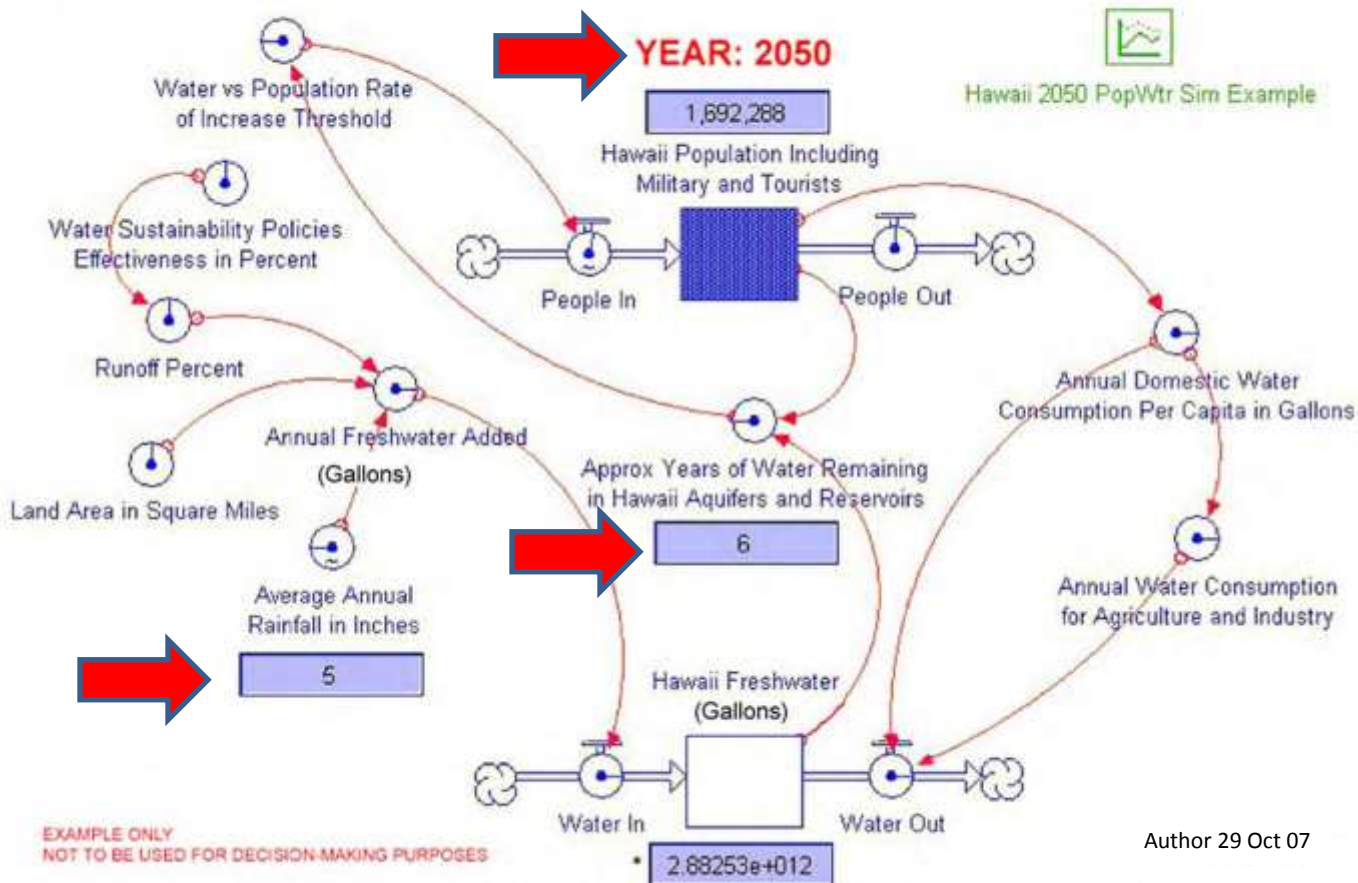 YEAR: 2050
1,692,288
Hawaii Population Including
Military and Tourists
Hawaii 2050 PopWtr Sim Example
Water vs Population Rate
of Increase Threshold
Water Sustainability Policies
Effectiveness in Percent
People In
People Out
Runoff Percent
Annual Freshwater Added
(Gallons)
Annual Domestic Water
Consumption Per Capita in Gallons
Land Area in Square Miles
Approx Years of Water Remaining
in Hawaii Aquifers and Reservoirs
6
Average Annual
Rainfall in Inches
5
Annual Water Consumption
for Agriculture and Industry
Hawaii Freshwater
(Gallons)
Water In
Water Out
2.88253e+012
EXAMPLE ONLY
NOT TO BE USED FOR DECISION-MAKING PURPOSES
Author 29 Oct 07